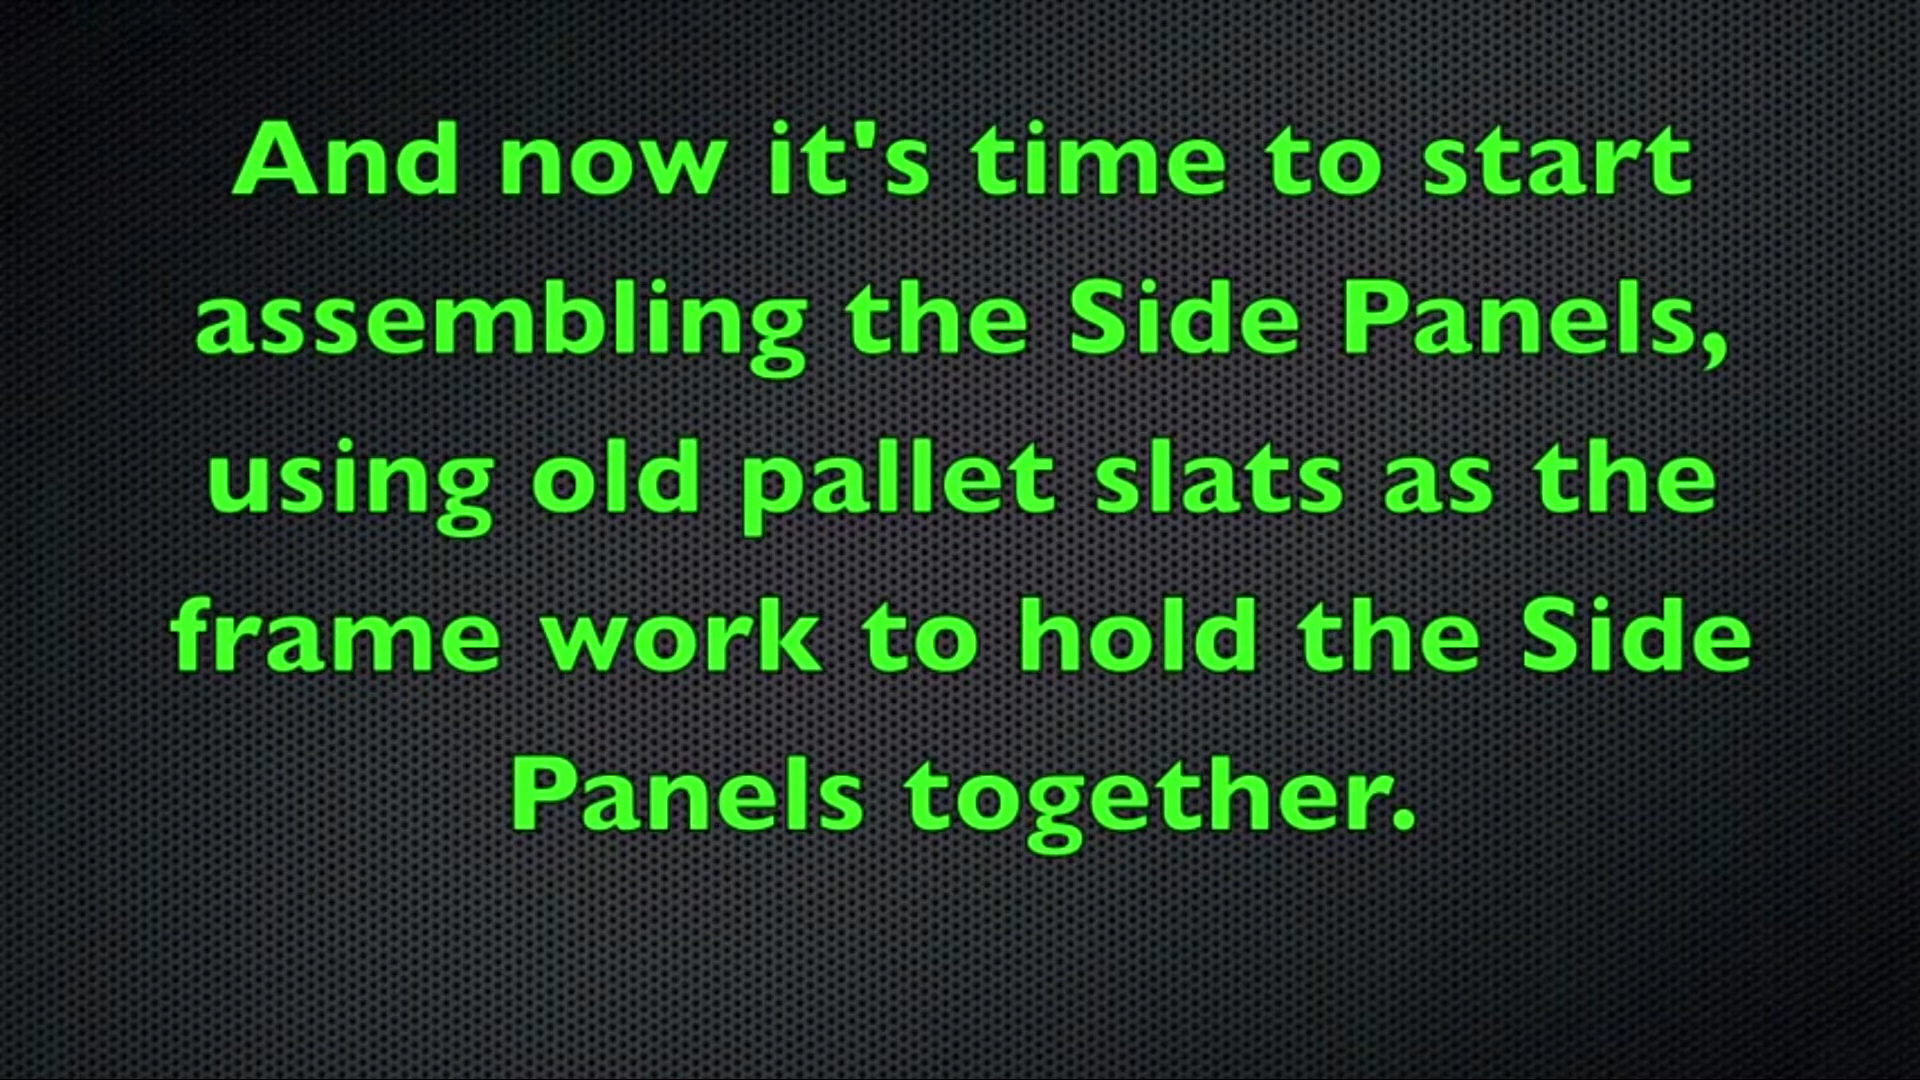 And now it's time to start
assembling the Side Panels,
using old pallet slats as the
frame work to hold the Side
Panels together.